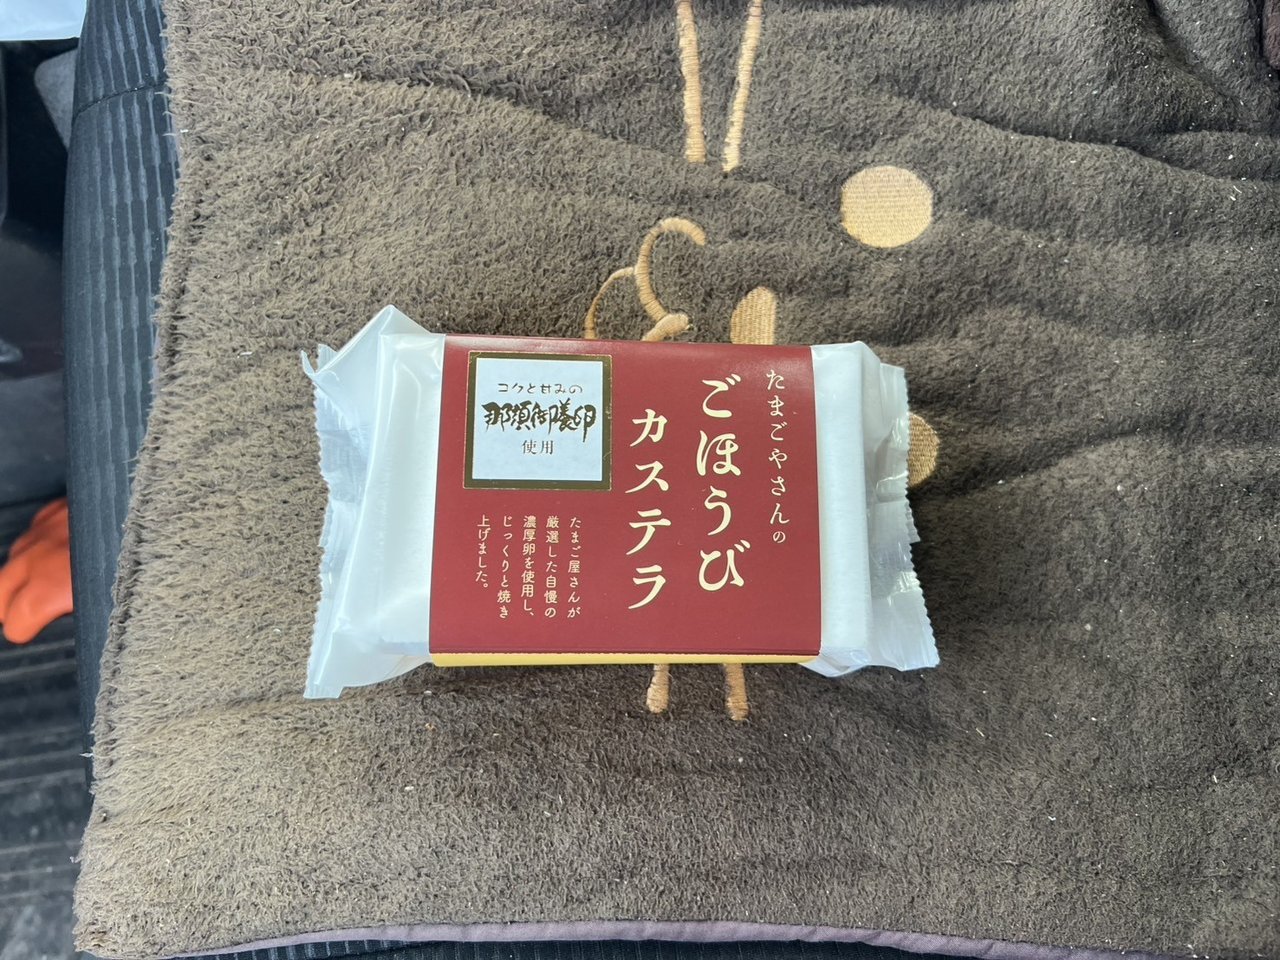 たまごやさんの
ごほうび
カステラ
コクと甘みの
那須御養卵
使用
たまご屋さんが
厳選した自慢の
濃厚卵を使用し、
じっくりと焼き
上げました。